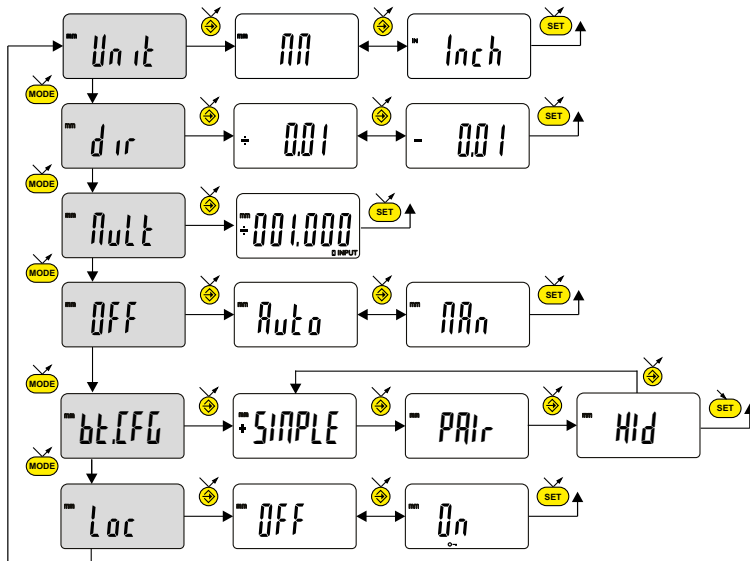 mm Unit mm MM IN Inch SET
MODE
mm dir ÷ 0.01 - 0.01 SET
MODE
mm Mult mm ÷001.000 INPUT SET
MODE
mm OFF mm Auto mm MAn SET
MODE
mm bt.CFG mm + SIMPLE mm PAIr mm HId SET
MODE
mm Loc mm OFF mm On SET